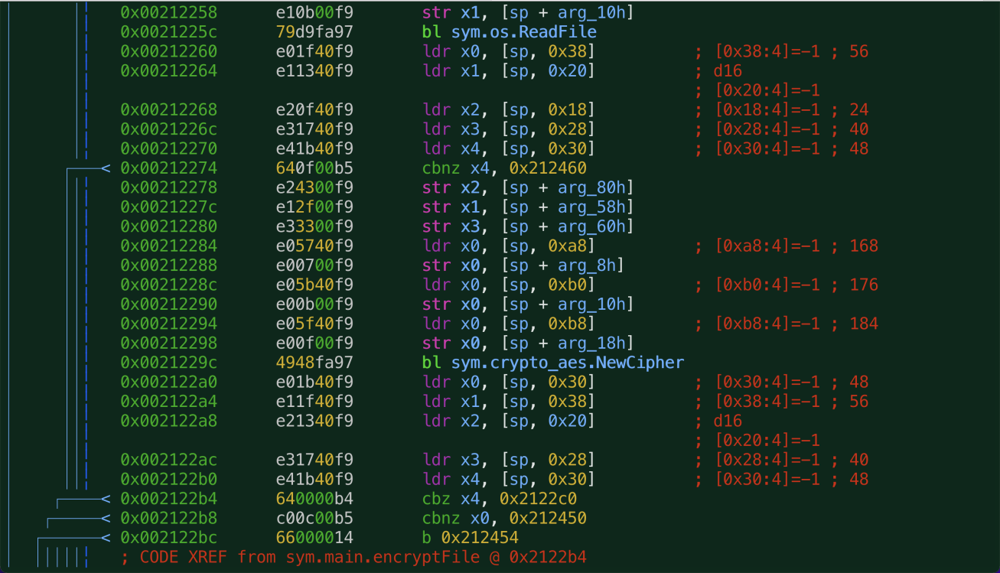 0x00212258 e10b00f9 str x1, [sp + arg_10h]
0x0021225c 79d9fa97 bl sym.os.ReadFile
0x00212260 e01f40f9 ldr x0, [sp, 0x38] ; [0x38:4]=-1 ; 56
0x00212264 e11340f9 ldr x1, [sp, 0x20] ; d16
; [0x20:4]=-1
0x00212268 e20f40f9 ldr x2, [sp, 0x18] ; [0x18:4]=-1 ; 24
0x0021226c e31740f9 ldr x3, [sp, 0x28] ; [0x28:4]=-1 ; 40
0x00212270 e41b40f9 ldr x4, [sp, 0x30] ; [0x30:4]=-1 ; 48
< 0x00212274 640f00b5 cbnz x4, 0x212460
0x00212278 e24300f9 str x2, [sp + arg_80h]
0x0021227c e12f00f9 str x1, [sp + arg_58h]
0x00212280 e33300f9 str x3, [sp + arg_60h]
0x00212284 e05740f9 ldr x0, [sp, 0xa8] ; [0xa8:4]=-1 ; 168
0x00212288 e00700f9 str x0, [sp + arg_8h]
0x0021228c e05b40f9 ldr x0, [sp, 0xb0] ; [0xb0:4]=-1 ; 176
0x00212290 e00b00f9 str x0, [sp + arg_10h]
0x00212294 e05f40f9 ldr x0, [sp, 0xb8] ; [0xb8:4]=-1 ; 184
0x00212298 e00f00f9 str x0, [sp + arg_18h]
0x0021229c 4948fa97 bl sym.crypto_aes.NewCipher
0x002122a0 e01b40f9 ldr x0, [sp, 0x30] ; [0x30:4]=-1 ; 48
0x002122a4 e11f40f9 ldr x1, [sp, 0x38] ; [0x38:4]=-1 ; 56
0x002122a8 e21340f9 ldr x2, [sp, 0x20] ; d16
; [0x20:4]=-1
0x002122ac e31740f9 ldr x3, [sp, 0x28] ; [0x28:4]=-1 ; 40
0x002122b0 e41b40f9 ldr x4, [sp, 0x30] ; [0x30:4]=-1 ; 48
< 0x002122b4 640000b4 cbz x4, 0x2122c0
< 0x002122b8 c00c00b5 cbnz x0, 0x212450
< 0x002122bc 66000014 b 0x212454
; CODE XREF from sym.main.encryptFile @ 0x2122b4